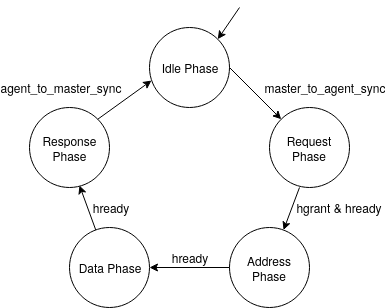 Idle Phase
agent_to_master_sync
master_to_agent_sync
Response
Phase
Request
Phase
hready
hgrant & hready
Data Phase
hready
Address
Phase